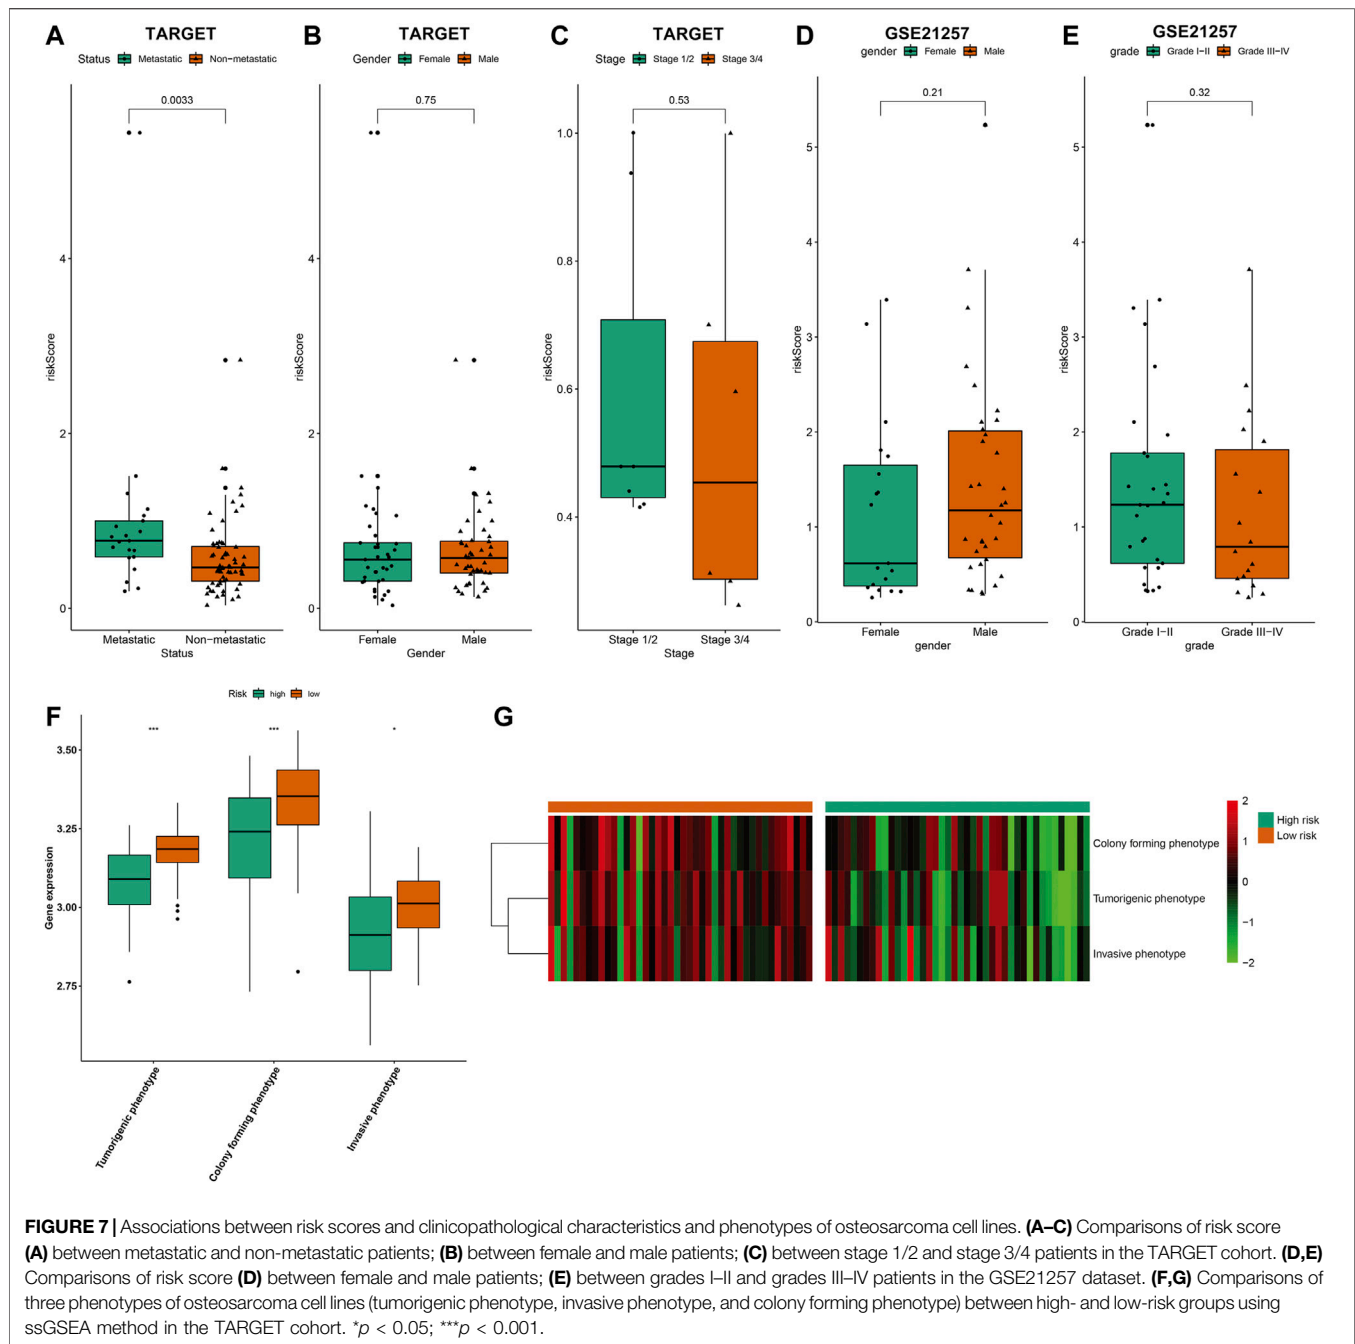 A
TARGET
Status Metastatic Non-metastatic
0.0033
4
2
0
riskScore
Metastatic Non-metastatic
Status
B
TARGET
Gender Female Male
0.75
4
2
0
riskScore
Female Male
Gender
C
TARGET
Stage Stage 1/2 Stage 3/4
0.53
1.0
0.8
0.6
0.4
riskScore
Stage 1/2 Stage 3/4
Stage
D
GSE21257
gender Female Male
0.21
5
4
3
2
1
0
riskScore
Female Male
gender
E
GSE21257
grade Grade I-II Grade III-IV
0.32
5
4
3
2
1
0
riskScore
Grade I-II Grade III-IV
grade
F
Risk high low
*** *** *
3.50
3.25
3.00
2.75
Gene expression
Tumorigenic phenotype
Colony forming phenotype
Invasive phenotype
G
Colony forming phenotype
Tumorigenic phenotype
Invasive phenotype
2
1
0
-1
-2
High risk
Low risk
FIGURE 7 | Associations between risk scores and clinicopathological characteristics and phenotypes of osteosarcoma cell lines. (A–C) Comparisons of risk score
(A) between metastatic and non-metastatic patients; (B) between female and male patients; (C) between stage 1/2 and stage 3/4 patients in the TARGET cohort. (D,E)
Comparisons of risk score (D) between female and male patients; (E) between grades I–II and grades III–IV patients in the GSE21257 dataset. (F,G) Comparisons of
three phenotypes of osteosarcoma cell lines (tumorigenic phenotype, invasive phenotype, and colony forming phenotype) between high- and low-risk groups using
ssGSEA method in the TARGET cohort. *p < 0.05; ***p < 0.001.